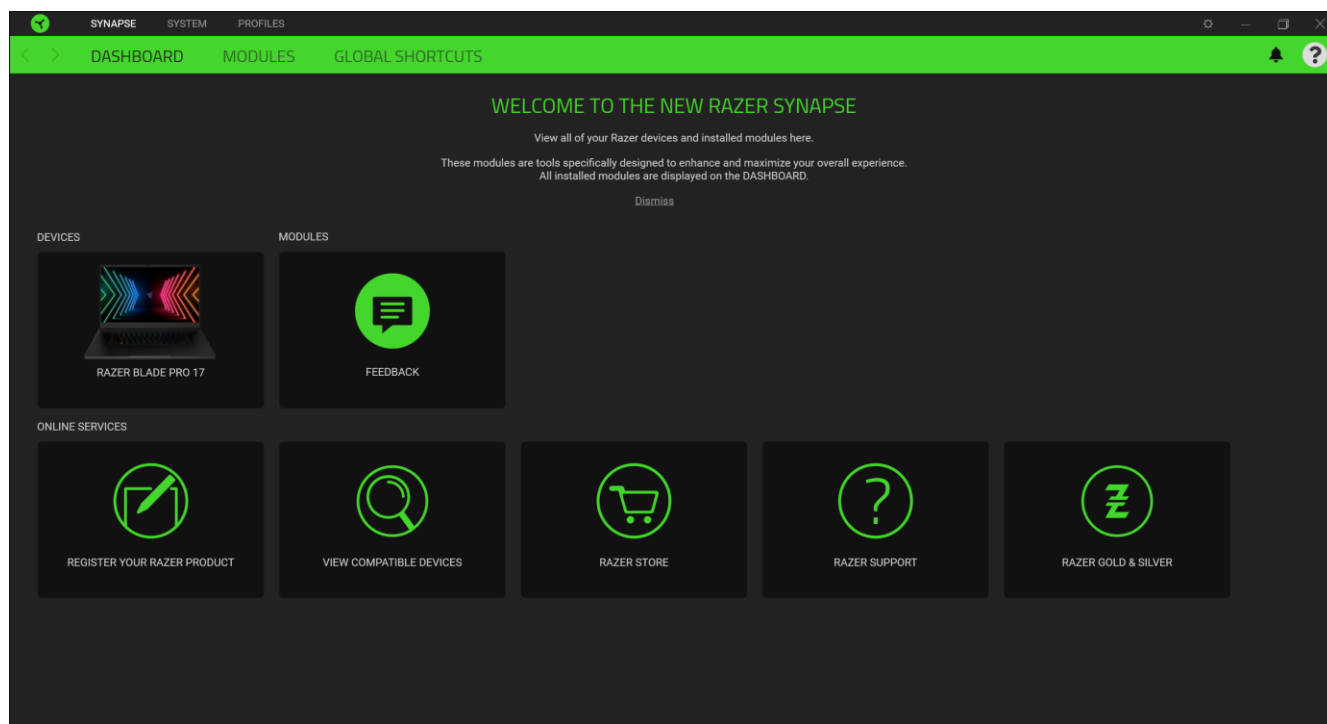 SYNAPSE SYSTEM PROFILES
DASHBOARD MODULES GLOBAL SHORTCUTS
WELCOME TO THE NEW RAZER SYNAPSE
View all of your Razer devices and installed modules here.
These modules are tools specifically designed to enhance and maximize your overall experience.
All installed modules are displayed on the DASHBOARD.
Dismiss
DEVICES MODULES
RAZER BLADE PRO 17 FEEDBACK
ONLINE SERVICES
REGISTER YOUR RAZER PRODUCT VIEW COMPATIBLE DEVICES RAZER STORE RAZER SUPPORT RAZER GOLD & SILVER